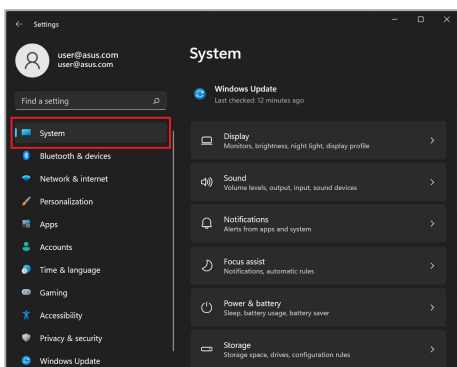 Settings
user@asus.com
user@asus.com
Find a setting
System
Bluetooth & devices
Network & internet
Personalization
Apps
Accounts
Time & language
Gaming
Accessibility
Privacy & security
Windows Update
System
Windows Update
Last checked: 12 minutes ago
Display
Monitors, brightness, night light, display profile
Sound
Volume levels, output, input, sound devices
Notifications
Alerts from apps and system
Focus assist
Notifications, automatic rules
Power & battery
Sleep, battery usage, battery saver
Storage
Storage space, drives, configuration rules